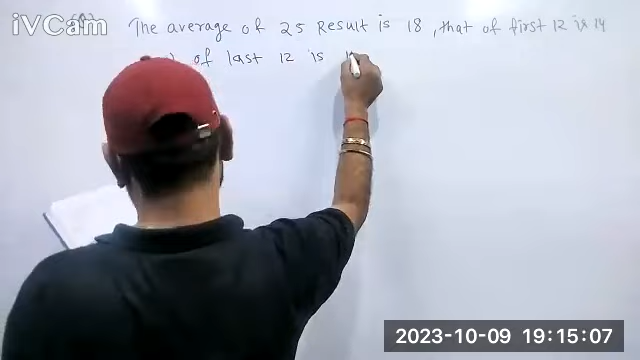 iVCam
The average of 25 Result is 18, that of first 12 is 14
of last 12 is
2023-10-09 19:15:07